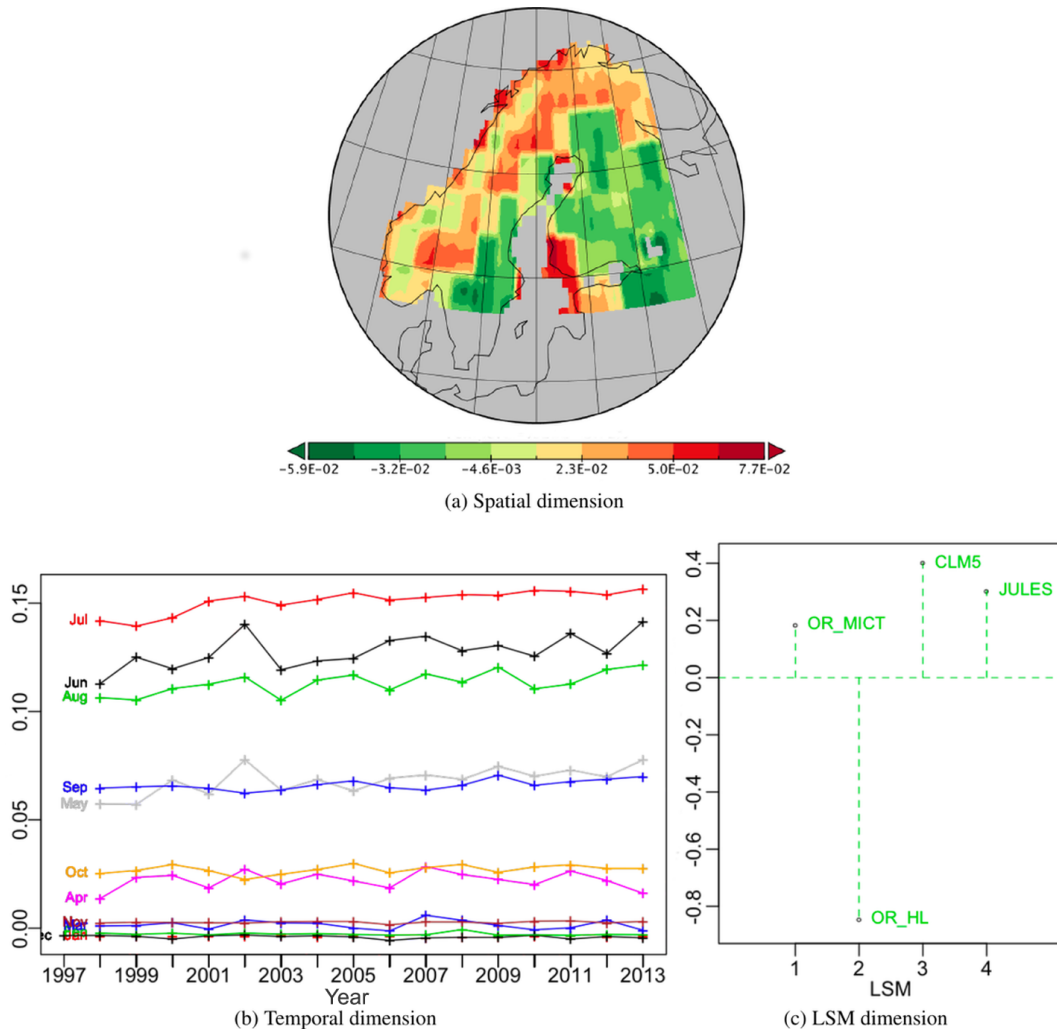 -5.9E-02 -3.2E-02 -4.6E-03 2.3E-02 5.0E-02 7.7E-02
(a) Spatial dimension
0.15
0.10
0.05
0.00
Jul
Jun
Aug
Sep
May
Oct
Apr
Nov
Mar
Jan
1997 1999 2001 2003 2005 2007 2009 2011 2013
Year
(b) Temporal dimension
0.4
0.2
0.0
-0.2
-0.4
-0.6
-0.8
CLM5
JULES
OR_MICT
OR_HL
1 2 3 4
LSM
(c) LSM dimension